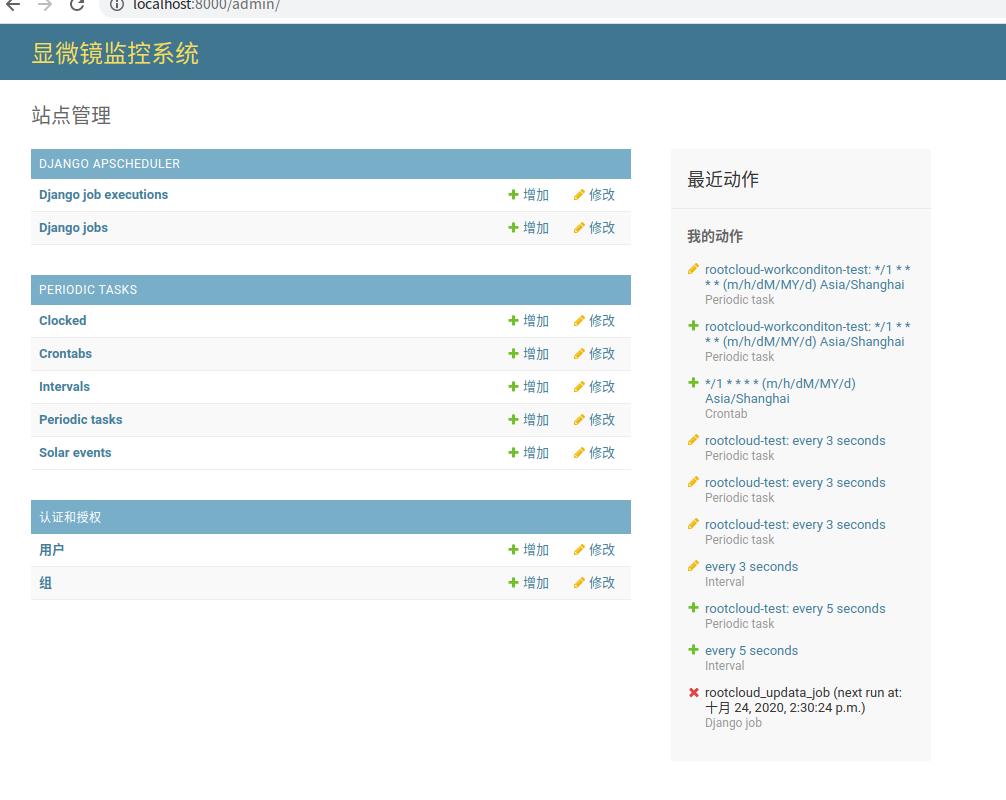 localhost:8000/admin/
显微镜监控系统
站点管理
DJANGO APSCHEDULER
Django job executions 增加 修改
Django jobs 增加 修改
PERIODIC TASKS
Clocked 增加 修改
Crontabs 增加 修改
Intervals 增加 修改
Periodic tasks 增加 修改
Solar events 增加 修改
认证和授权
用户 增加 修改
组 增加 修改
最近动作
我的动作
rootcloud-workconditon-test: */1 * *
* * (m/h/dM/MY/d) Asia/Shanghai
Periodic task
rootcloud-workconditon-test: */1 * *
* * (m/h/dM/MY/d) Asia/Shanghai
Periodic task
*/1 * * * * (m/h/dM/MY/d)
Asia/Shanghai
Crontab
rootcloud-test: every 3 seconds
Periodic task
rootcloud-test: every 3 seconds
Periodic task
rootcloud-test: every 3 seconds
Periodic task
every 3 seconds
Interval
rootcloud-test: every 5 seconds
Periodic task
every 5 seconds
Interval
rootcloud_updata_job (next run at:
十月 24, 2020, 2:30:24 p.m.)
Django job